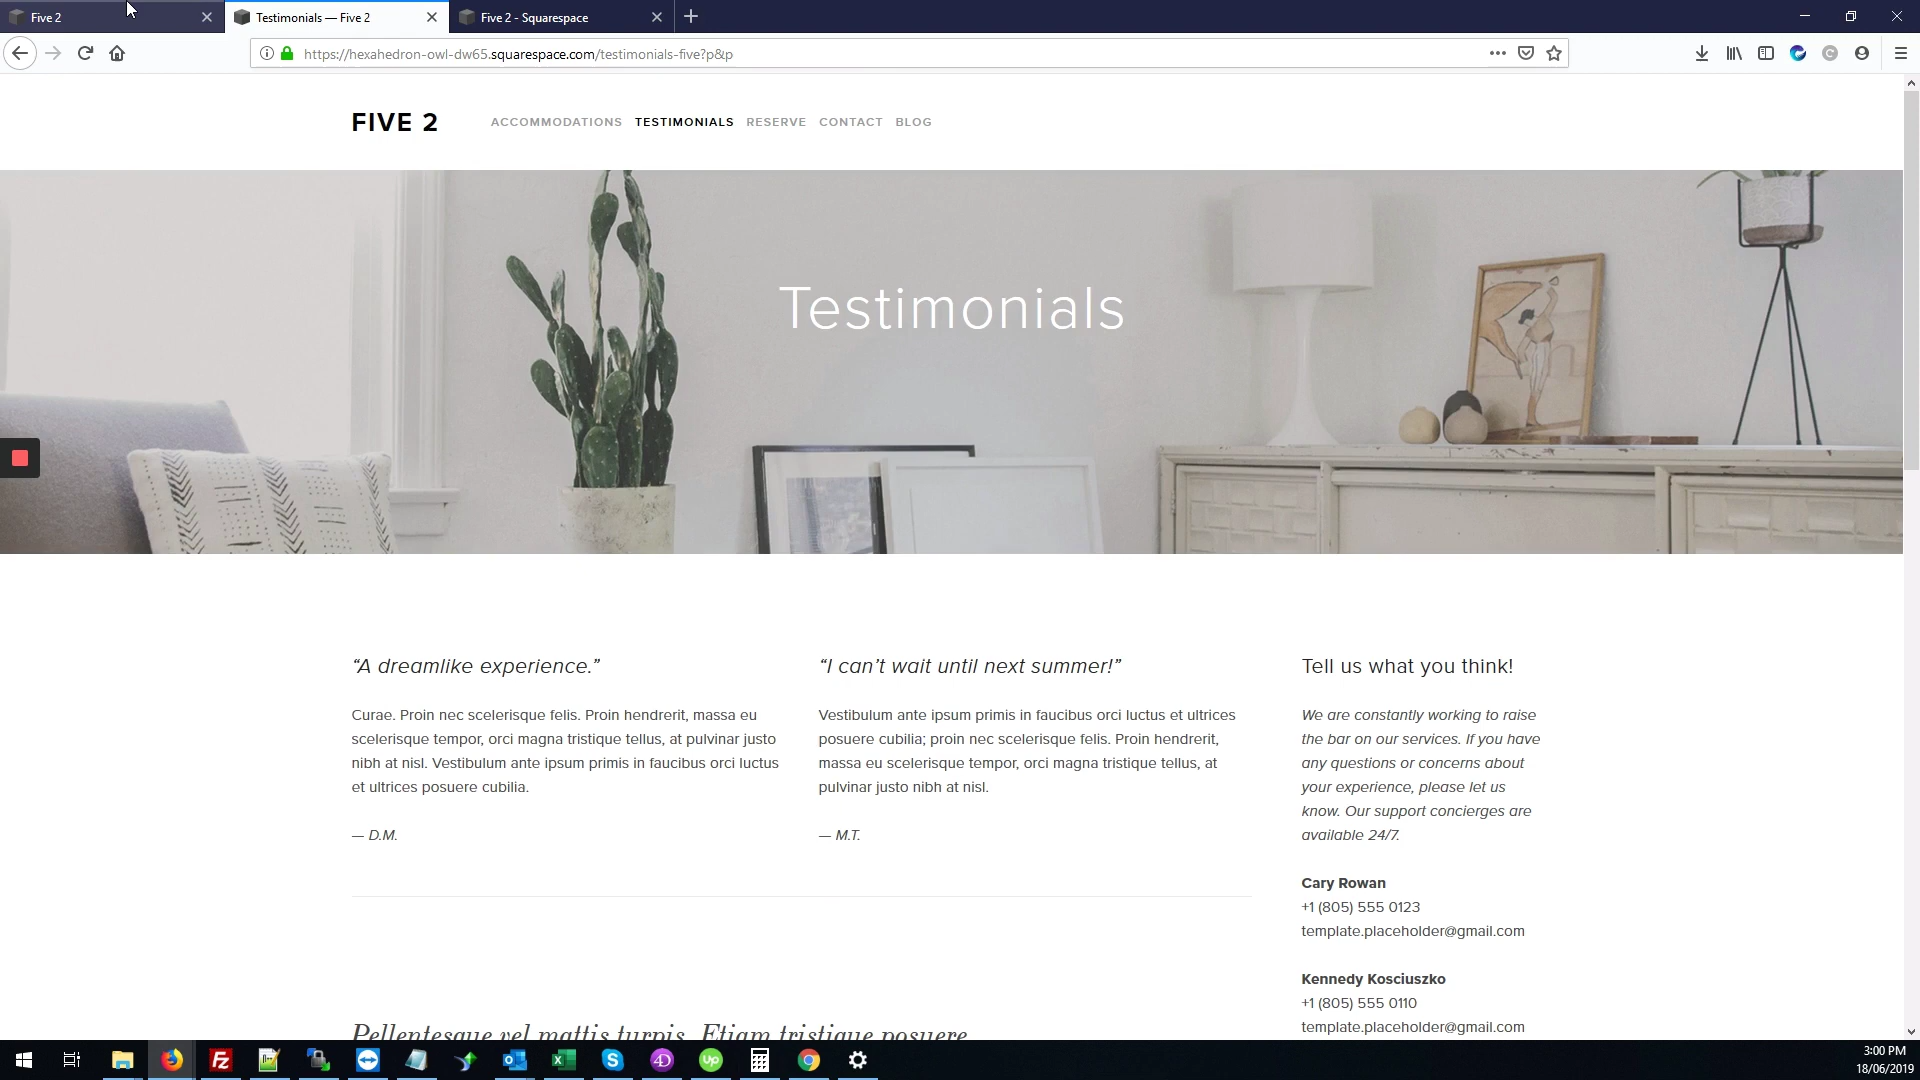 Five 2
Testimonials — Five 2
Five 2 - Squarespace
https://hexahedron-owl-dw65.squarespace.com/testimonials-five?p&p
FIVE 2
ACCOMMODATIONS TESTIMONIALS RESERVE CONTACT BLOG
Testimonials
“A dreamlike experience.”
Curae. Proin nec scelerisque felis. Proin hendrerit, massa eu
scelerisque tempor, orci magna tristique tellus, at pulvinar justo
nibh at nisl. Vestibulum ante ipsum primis in faucibus orci luctus
et ultrices posuere cubilia.
— D.M.
“I can’t wait until next summer!”
Vestibulum ante ipsum primis in faucibus orci luctus et ultrices
posuere cubilia; proin nec scelerisque felis. Proin hendrerit,
massa eu scelerisque tempor, orci magna tristique tellus, at
pulvinar justo nibh at nisl.
— M.T.
Tell us what you think!
We are constantly working to raise
the bar on our services. If you have
any questions or concerns about
your experience, please let us
know. Our support concierges are
available 24/7.
Cary Rowan
+1 (805) 555 0123
template.placeholder@gmail.com
Kennedy Kosciuszko
+1 (805) 555 0110
template.placeholder@gmail.com
Pellentesque vel mattis turpis. Etiam tristique posuere
3:00 PM
18/06/2019